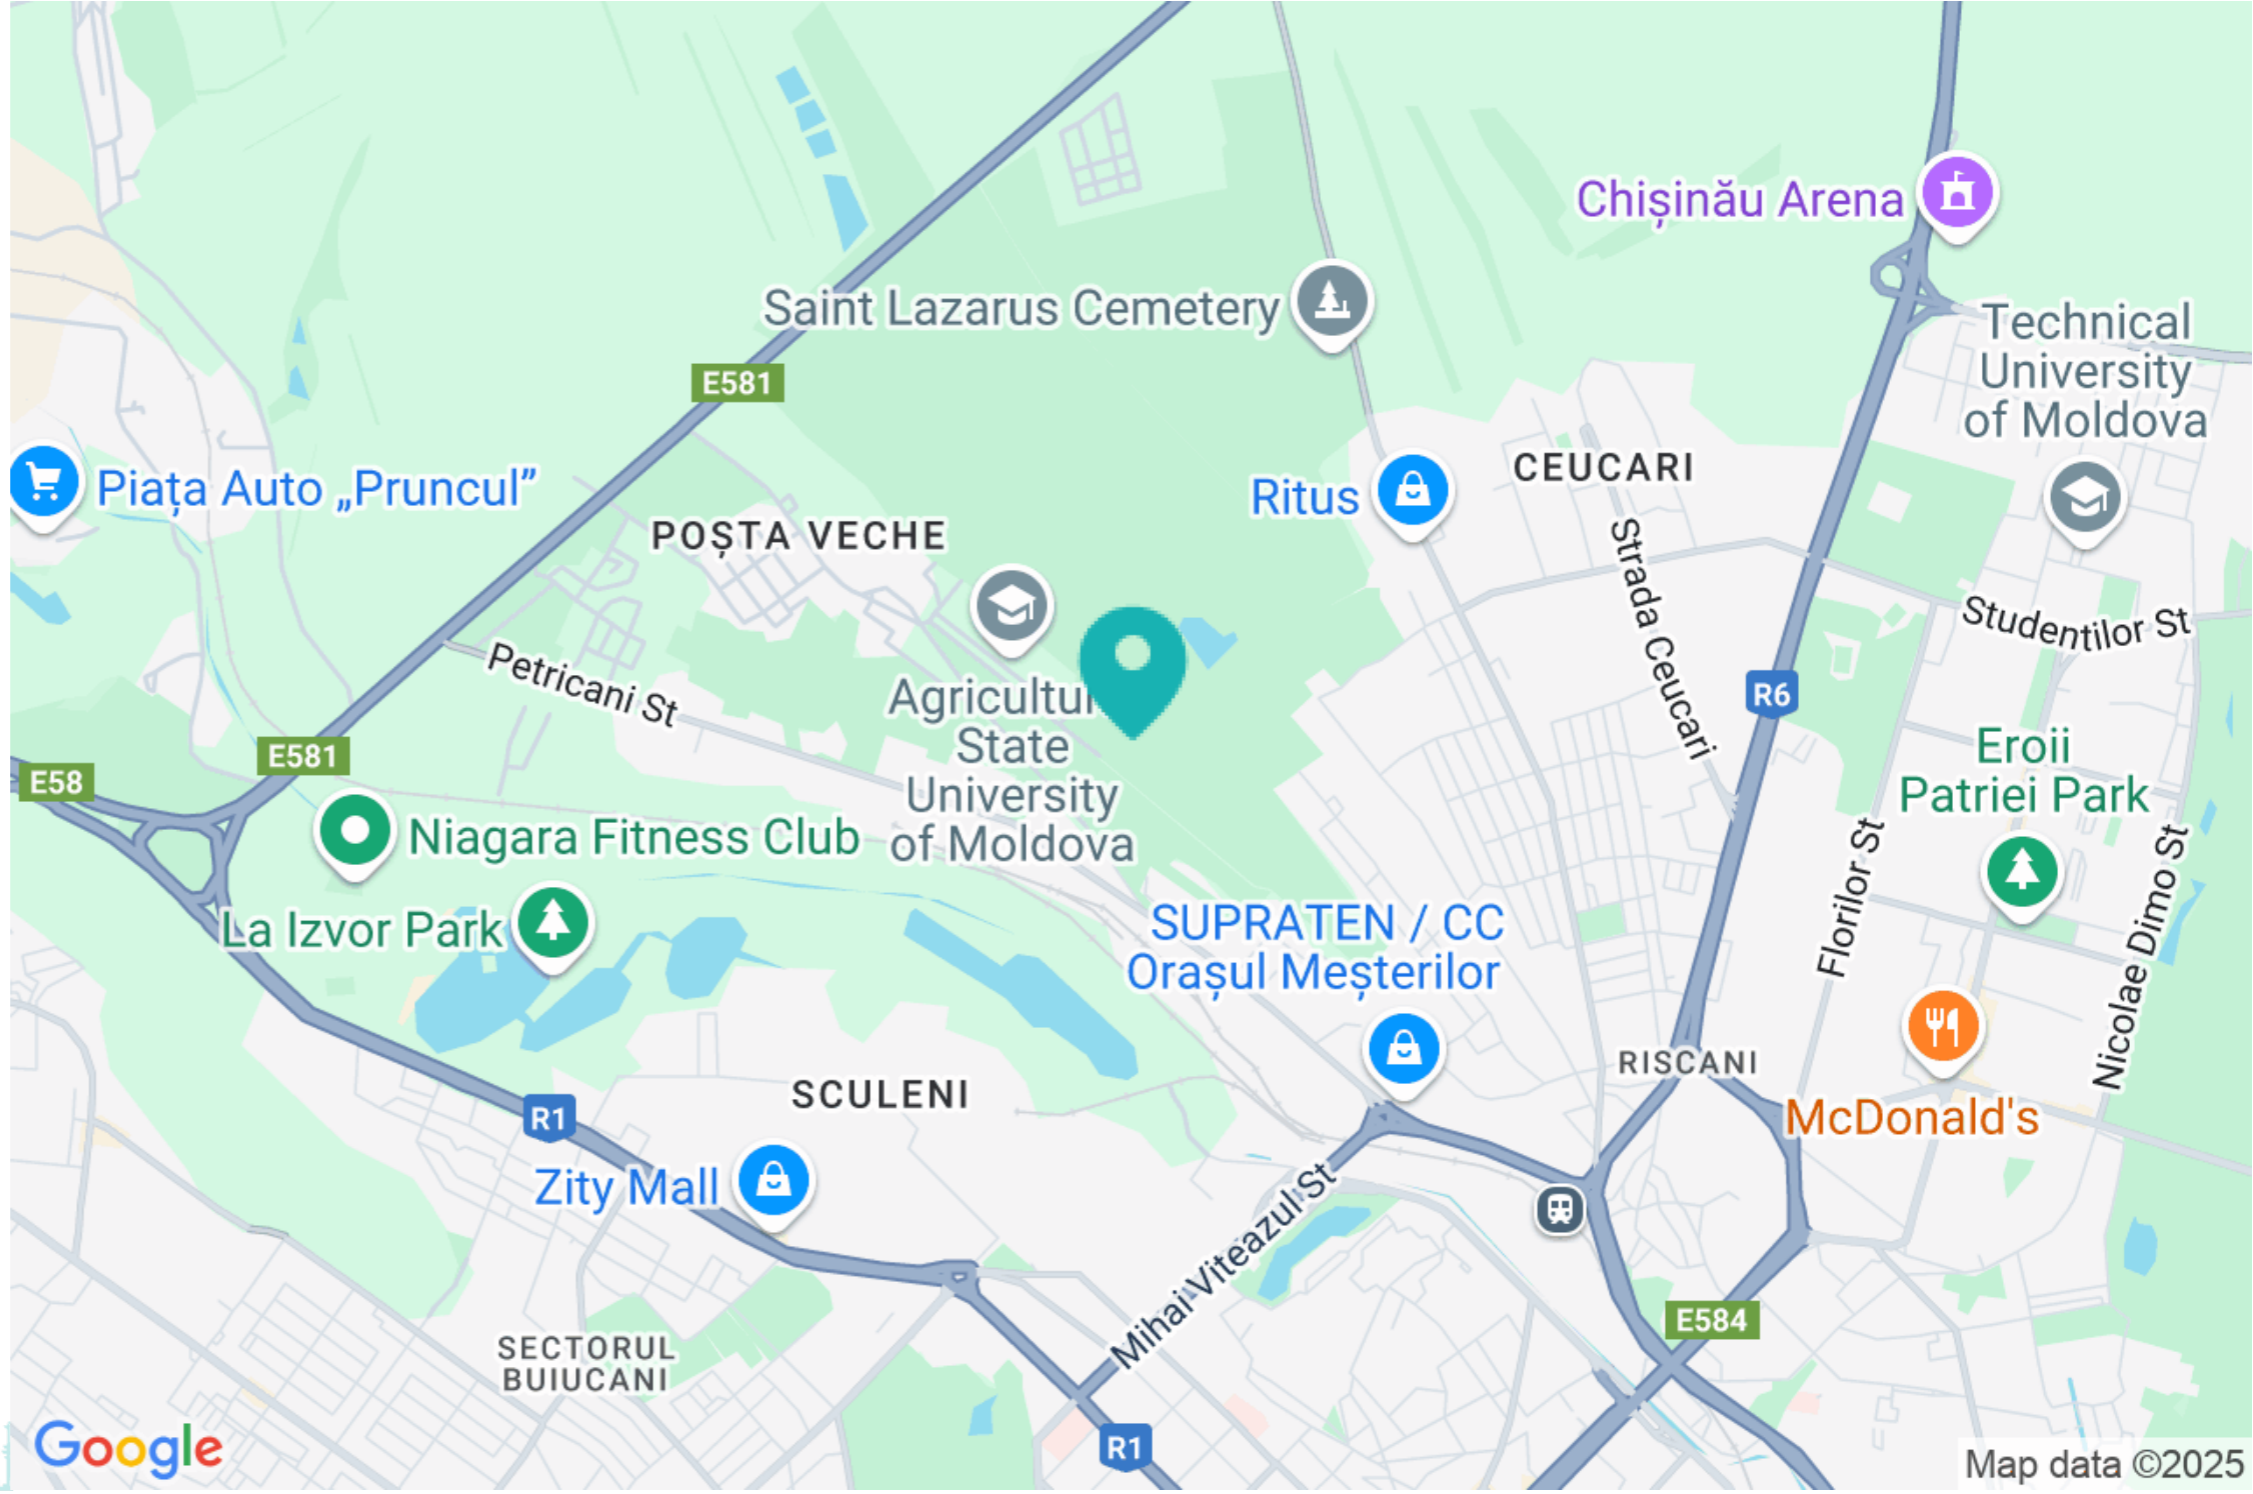 Chișinău Arena
Saint Lazarus Cemetery
Technical
University
of Moldova
E581
Piața Auto „Pruncul”
Ritus
CEUCARI
POȘTA VECHE
Strada Ceucari
Studentilor St
Petricani St
Agricultur
State
University
of Moldova
R6
E581
E58
Eroii
Patriei Park
Niagara Fitness Club
La Izvor Park
Florilor St
Nicolae Dimo St
SUPRATEN / CC
Orașul Meșterilor
RISCANI
SCULENI
R1
McDonald's
Zity Mall
Mihai Viteazul St
E584
SECTORUL
BUIUCANI
R1
Google
Map data ©2025